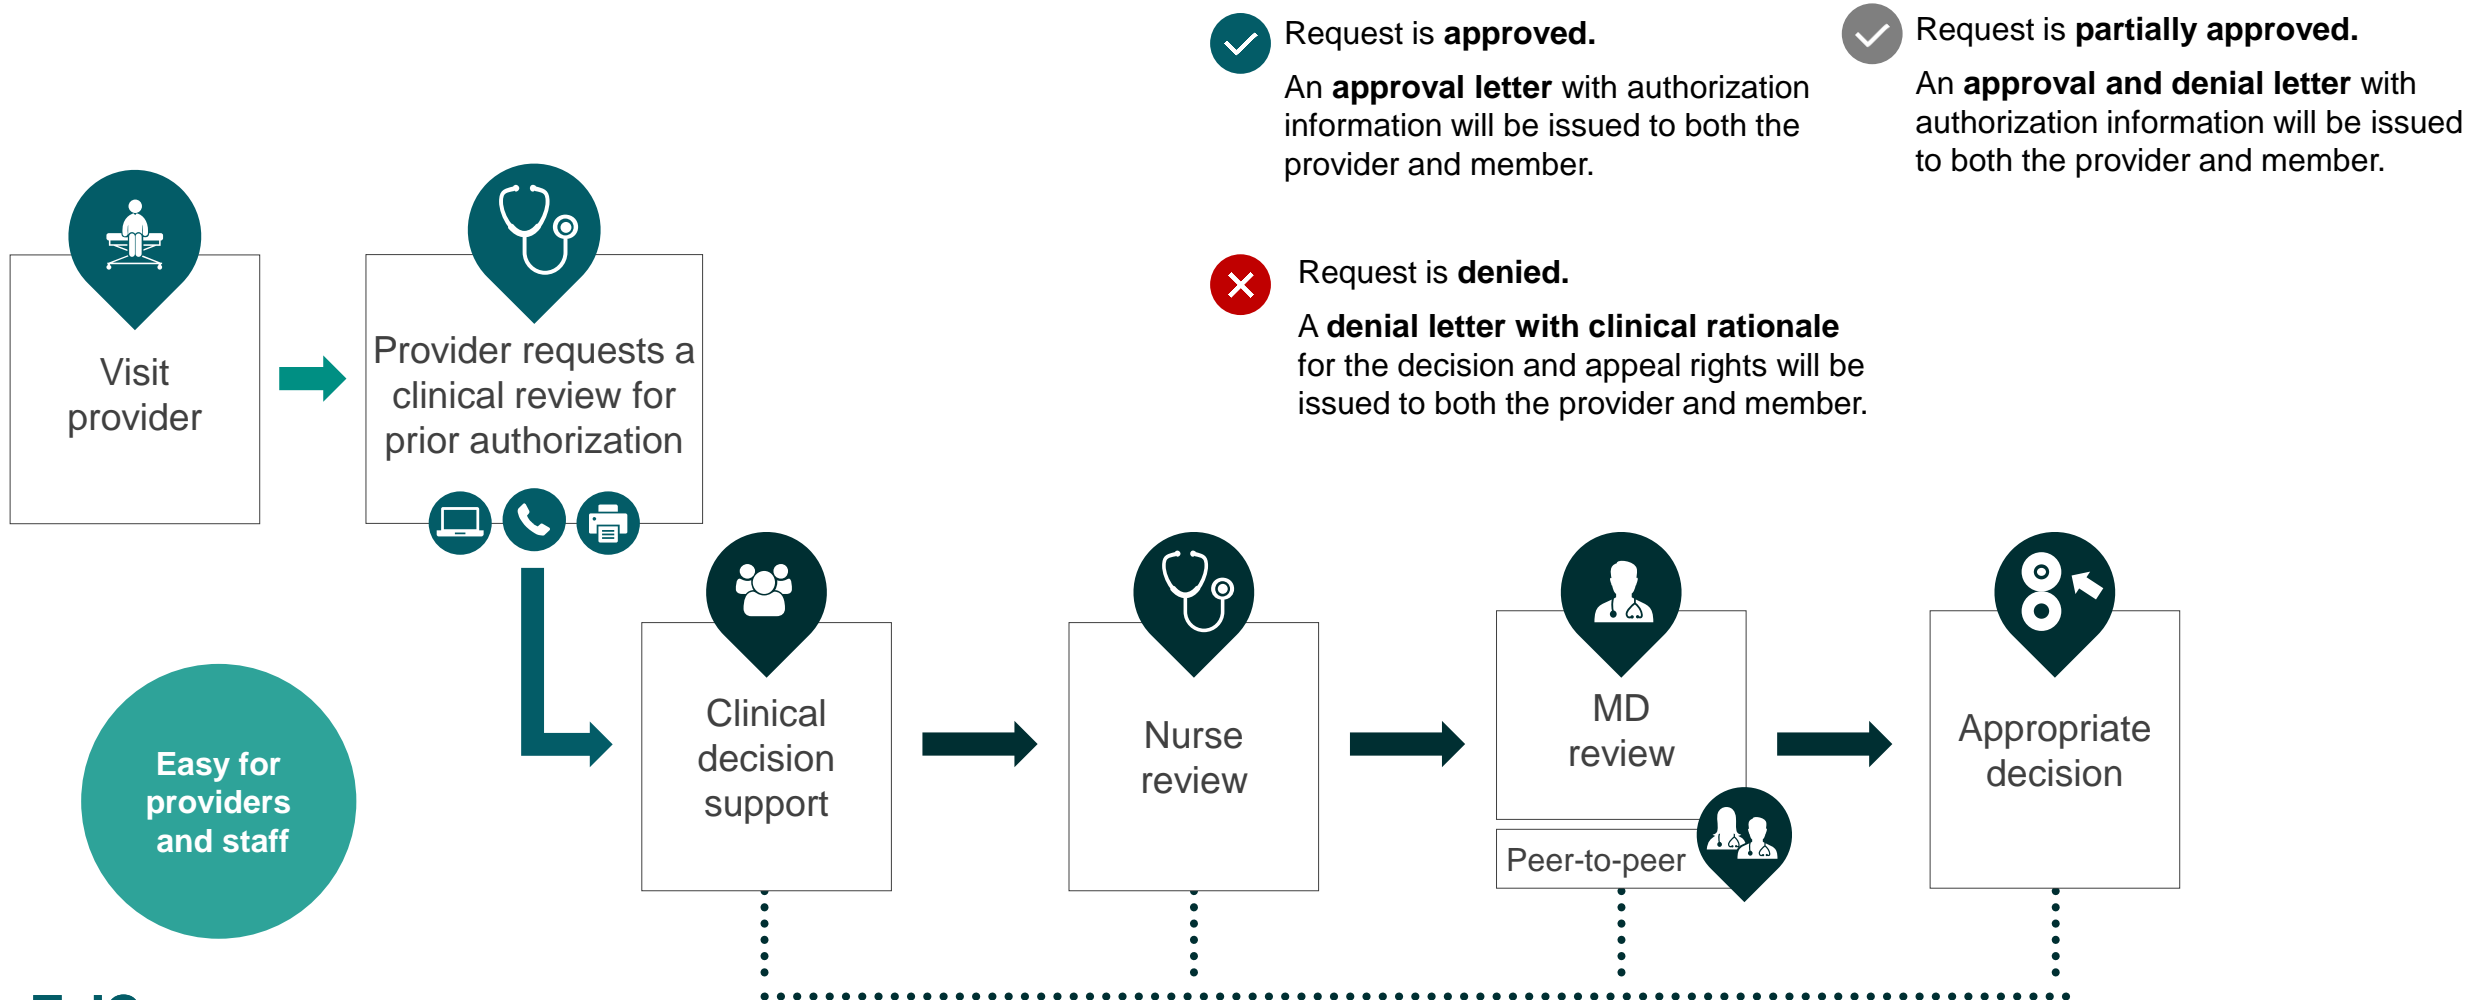 Request is approved.
An approval letter with authorization
information will be issued to both the
provider and member.
Request is partially approved.
An approval and denial letter with
authorization information will be issued
to both the provider and member.
Request is denied.
A denial letter with clinical rationale
for the decision and appeal rights will be
issued to both the provider and member.
Visit
provider
Provider requests a
clinical review for
prior authorization
Easy for
providers
and staff
Clinical
decision
support
Nurse
review
MD
review
Peer-to-peer
Appropriate
decision